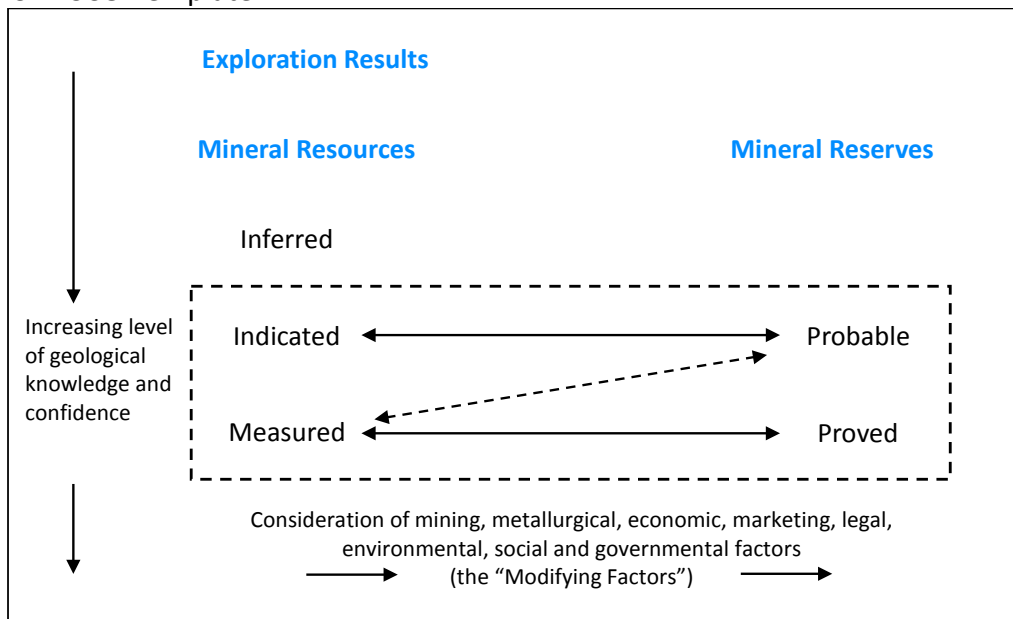 Exploration Results
Mineral Resources
Mineral Reserves
Inferred
Increasing level
of geological
knowledge and
confidence
Indicated
Probable
Measured
Proved
Consideration of mining, metallurgical, economic, marketing, legal,
environmental, social and governmental factors
(the “Modifying Factors”)